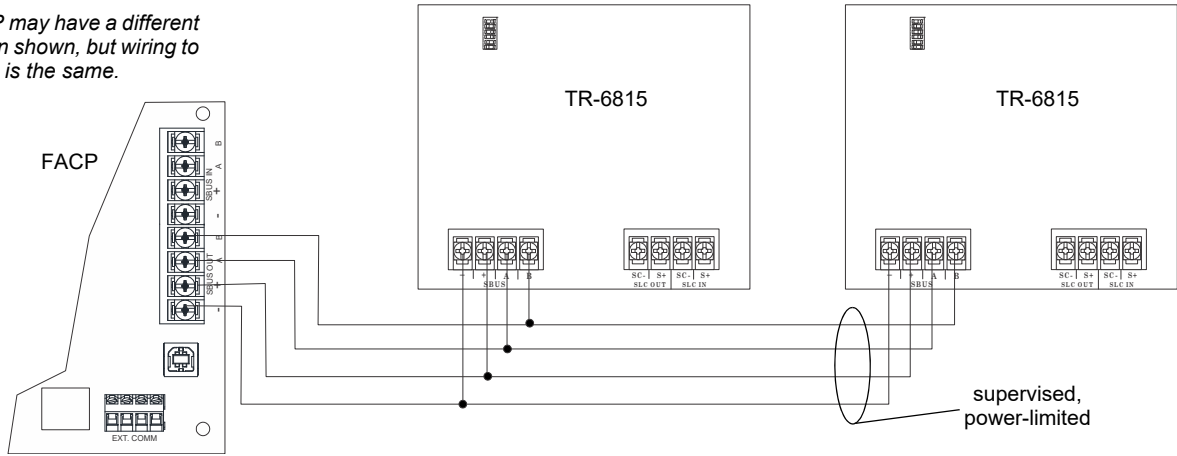 P may have a different
n shown, but wiring to
is the same.
FACP
B
A
SBUS IN
+
-
B
A
SBUS OUT
+
-
EXT. COMM
TR-6815
- + A B
SBUS
SC- S+ SC- S+
SLC OUT SLC IN
TR-6815
- + A B
SBUS
SC- S+ SC- S+
SLC OUT SLC IN
supervised,
power-limited